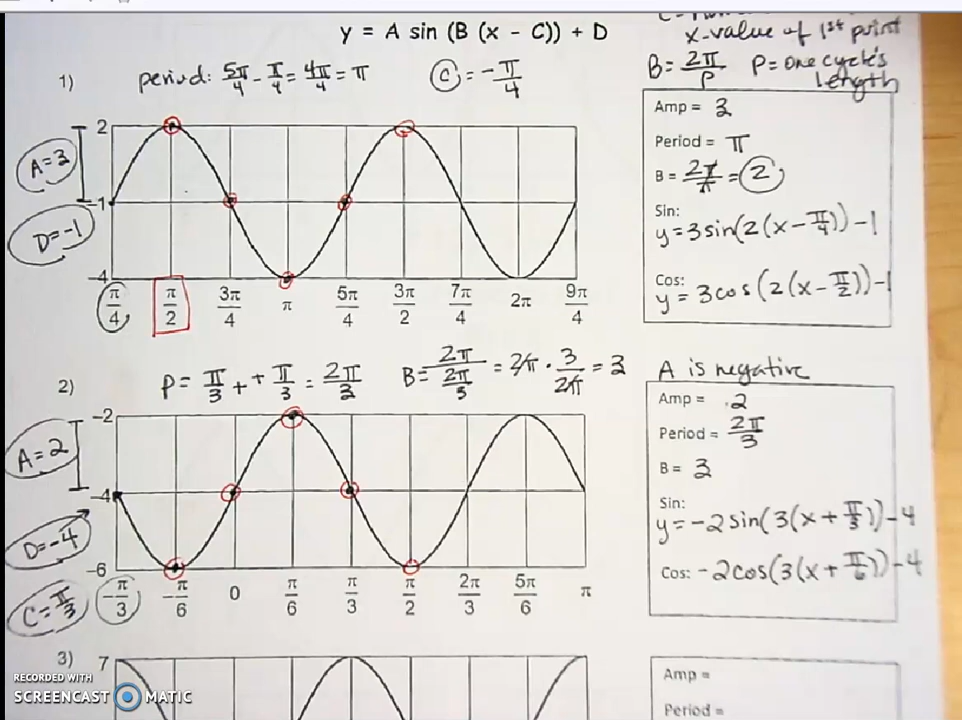 y = A sin (B (x - C)) + D
x-value of 1st point
B = 2π/P P = one cycle's length
1) period: 5π/4 - π/4 = 4π/4 = π
C = -π/4
A=3
D=-1
2
-1
-4
π/4 π/2 3π/4 π 5π/4 3π/2 7π/4 2π 9π/4
Amp = 3
Period = π
B = 2π/π = 2
Sin:
y=3sin(2(x-π/4))-1
Cos:
y = 3cos(2(x-π/2))-1
2) P = π/3 + + π/3 = 2π/3
B = 2π/(2π/3) = 2π · 3/2π = 3
A=2
D=-4
C=π/3
-2
-4
-6
-π/3 -π/6 0 π/6 π/3 π/2 2π/3 5π/6 π
A is negative
Amp = 2
Period = 2π/3
B = 3
Sin:
y=-2sin(3(x+π/3))-4
Cos: -2cos(3(x+π/6))-4
3)
7
Amp =
Period =
RECORDED WITH
SCREENCAST MATIC